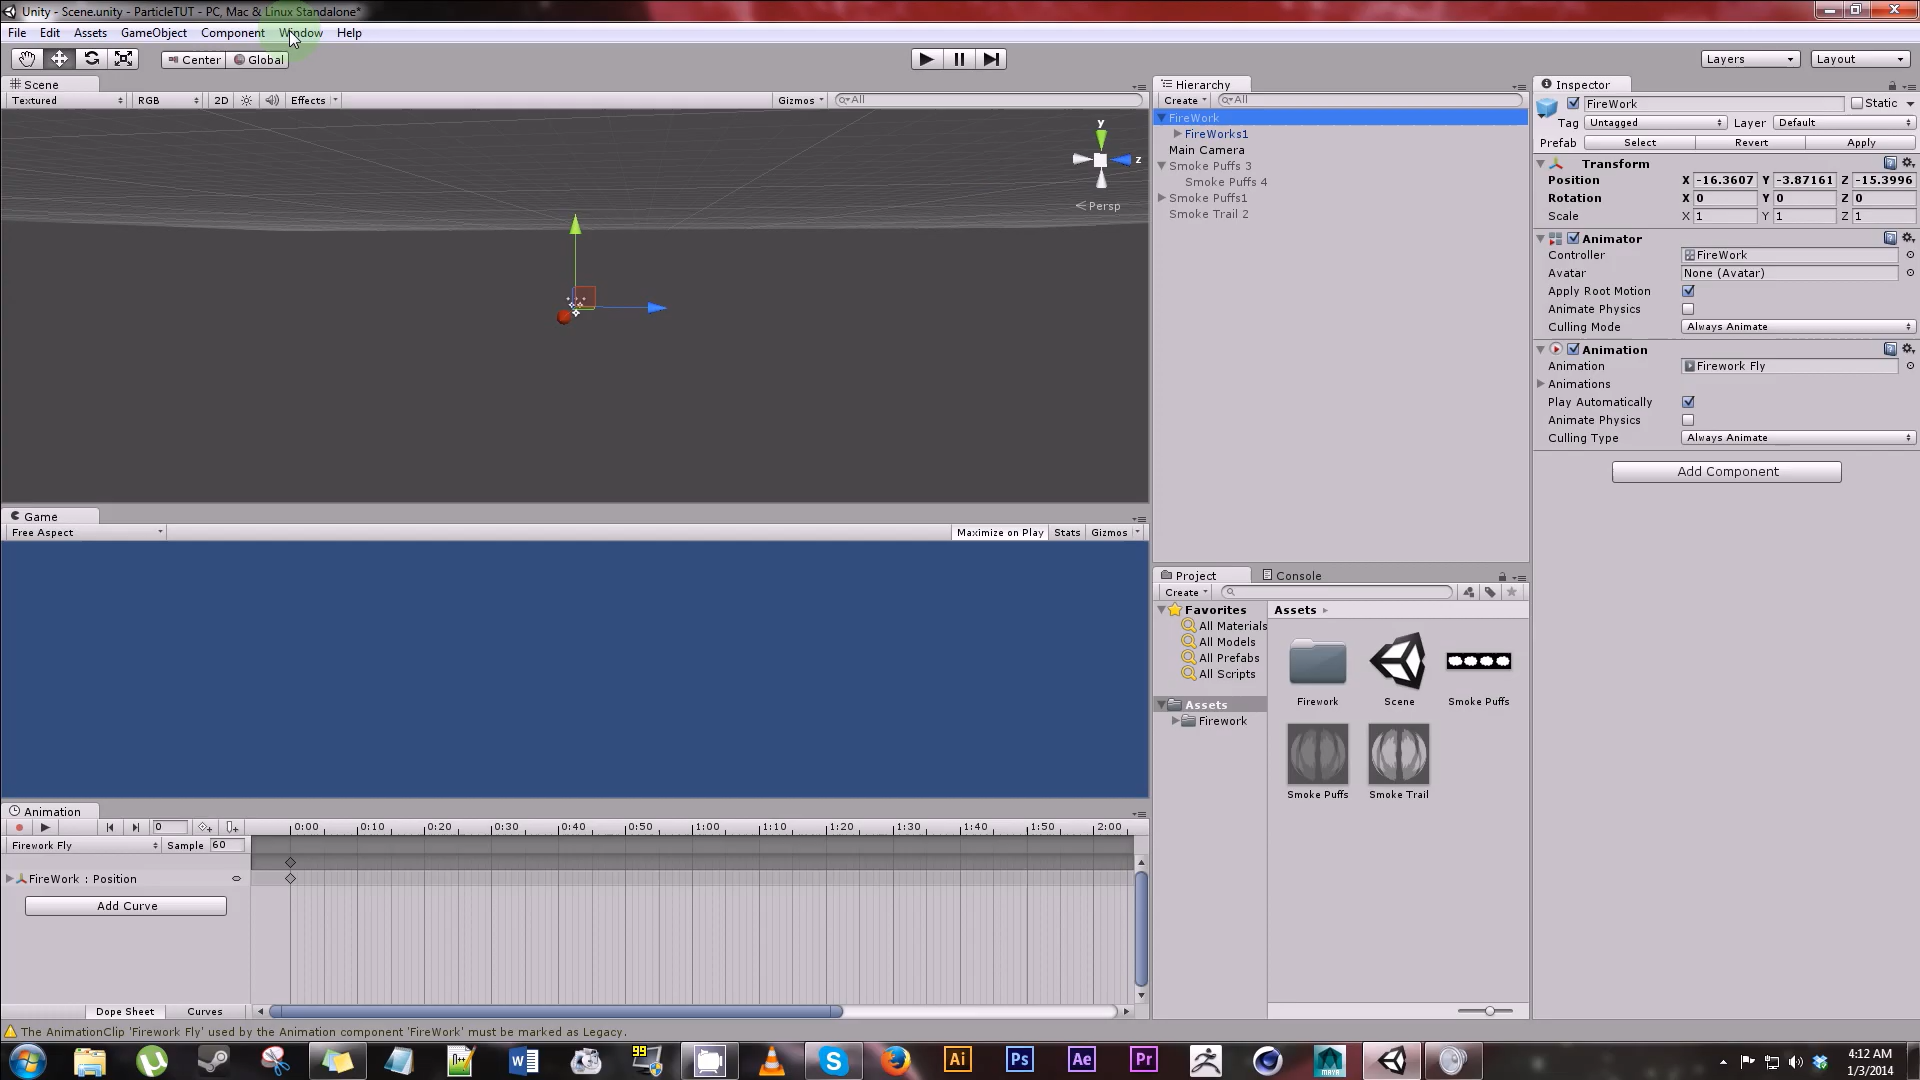 Unity - Scene.unity - ParticleTUT - PC, Mac & Linux Standalone*
File Edit Assets GameObject Component Window Help
Center Global Layers Layout
Scene
Textured RGB 2D Effects Gizmos All
y
z
Persp
Game
Free Aspect Maximize on Play Stats Gizmos
Animation
0 0:00 0:10 0:20 0:30 0:40 0:50 1:00 1:10 1:20 1:30 1:40 1:50 2:00
Firework Fly Sample 60
FireWork : Position
Add Curve
Dope Sheet Curves
The AnimationClip 'Firework Fly' used by the Animation component 'FireWork' must be marked as Legacy.
Hierarchy
Create All
FireWork
FireWorks1
Main Camera
Smoke Puffs 3
Smoke Puffs 4
Smoke Puffs1
Smoke Trail 2
Project Console
Create
Favorites
All Materials
All Models
All Prefabs
All Scripts
Assets
Firework
Assets
Firework Scene Smoke Puffs
Smoke Puffs Smoke Trail
Inspector
FireWork Static
Tag Untagged Layer Default
Prefab Select Revert Apply
Transform
Position X -16.3607 Y -3.87161 Z -15.3996
Rotation X 0 Y 0 Z 0
Scale X 1 Y 1 Z 1
Animator
Controller FireWork
Avatar None (Avatar)
Apply Root Motion
Animate Physics
Culling Mode Always Animate
Animation
Animation Firework Fly
Animations
Play Automatically
Animate Physics
Culling Type Always Animate
Add Component
99
W Ai Ps Ae Pr
MAYA
4:12 AM
1/3/2014